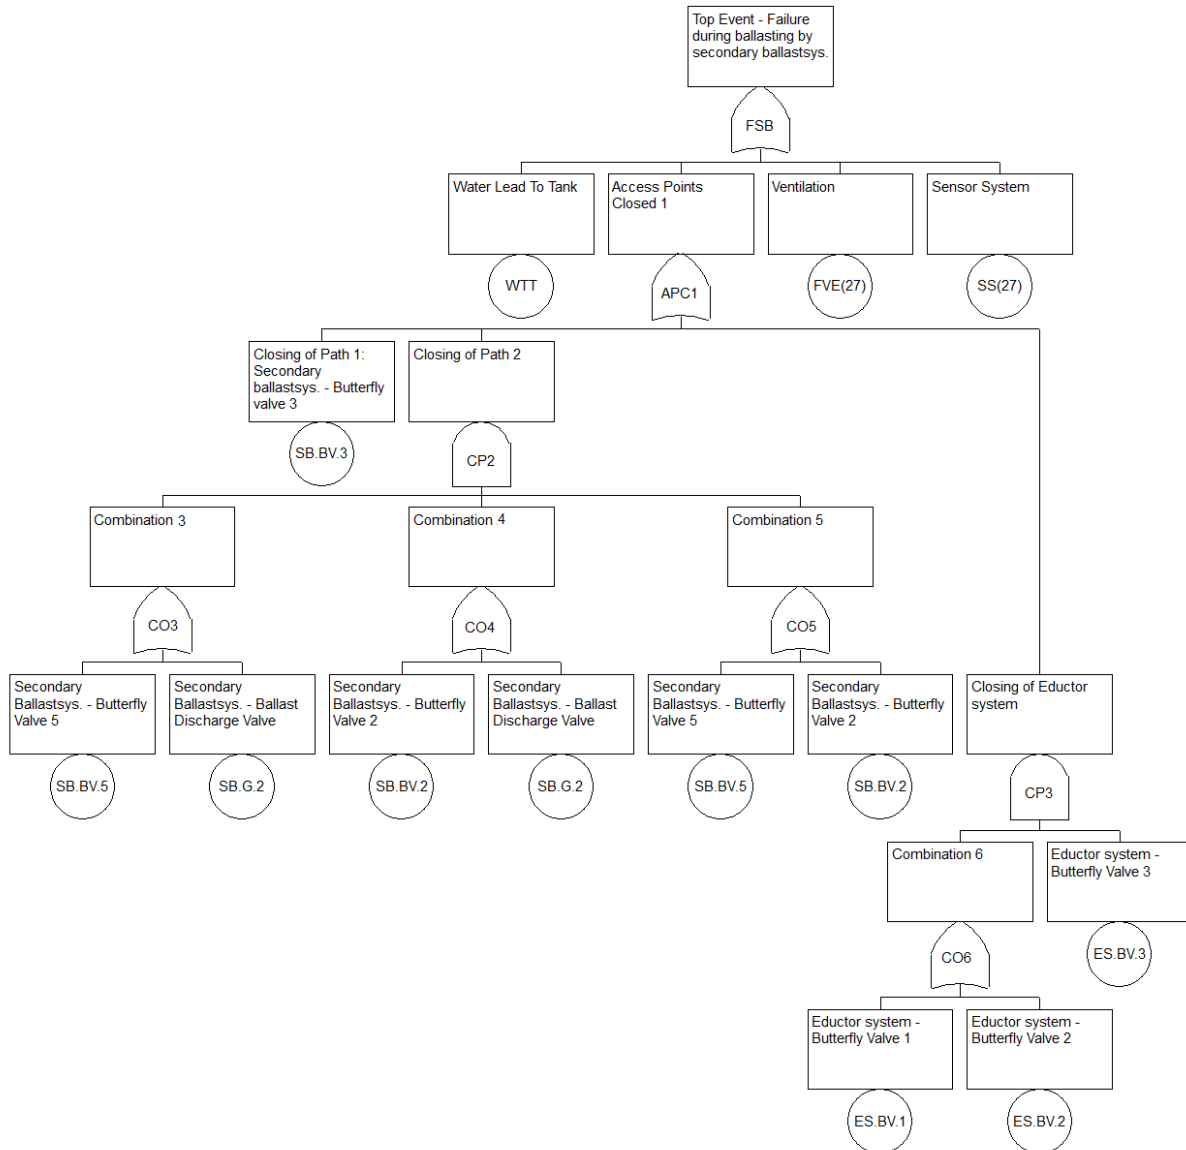 Top Event - Failure
during ballasting by
secondary ballastsys.
FSB
Water Lead To Tank
Access Points
Closed 1
Ventilation
Sensor System
WTT
APC1
FVE(27)
SS(27)
Closing of Path 1:
Secondary
ballastsys. - Butterfly
valve 3
Closing of Path 2
SB.BV.3
CP2
Combination 3
Combination 4
Combination 5
CO3
CO4
CO5
Secondary
Ballastsys. - Butterfly
Valve 5
Secondary
Ballastsys. - Ballast
Discharge Valve
Secondary
Ballastsys. - Butterfly
Valve 2
Secondary
Ballastsys. - Ballast
Discharge Valve
Secondary
Ballastsys. - Butterfly
Valve 5
Secondary
Ballastsys. - Butterfly
Valve 2
Closing of Eductor
system
SB.BV.5
SB.G.2
SB.BV.2
SB.G.2
SB.BV.5
SB.BV.2
CP3
Combination 6
Eductor system -
Butterfly Valve 3
CO6
ES.BV.3
Eductor system -
Butterfly Valve 1
Eductor system -
Butterfly Valve 2
ES.BV.1
ES.BV.2